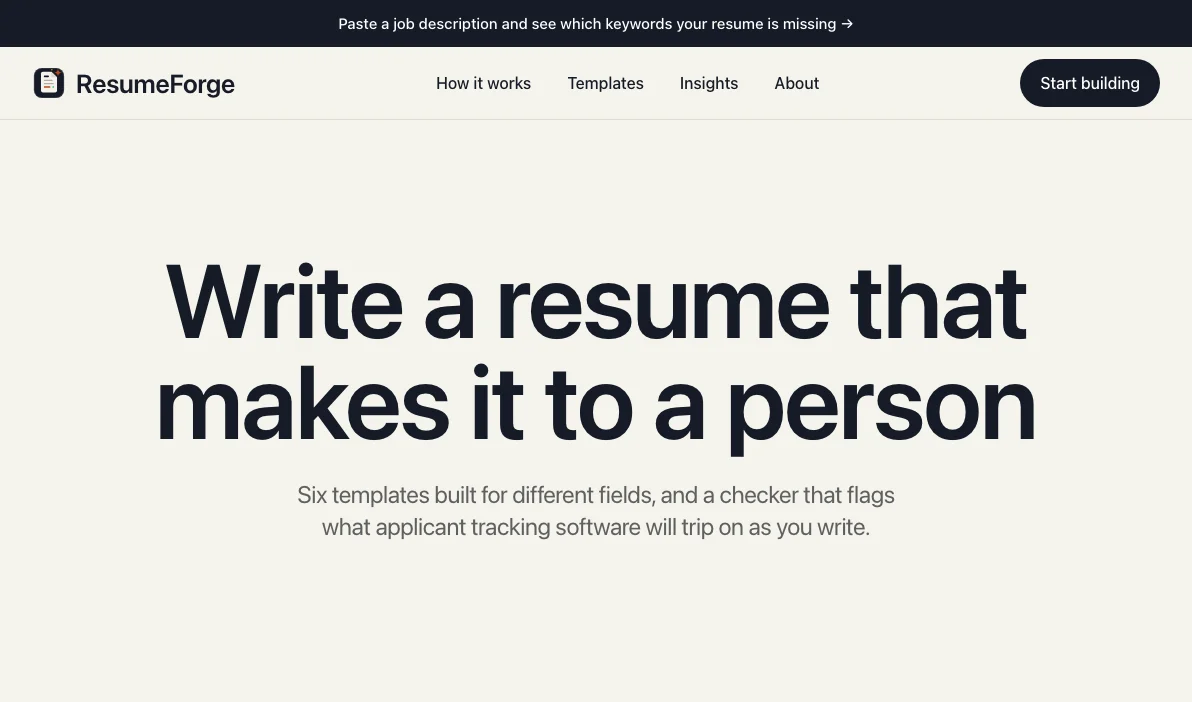 Paste a job description and see which keywords your resume is missing →
ResumeForge
How it works
Templates
Insights
About
Start building
Write a resume that
makes it to a person
Six templates built for different fields, and a checker that flags
what applicant tracking software will trip on as you write.